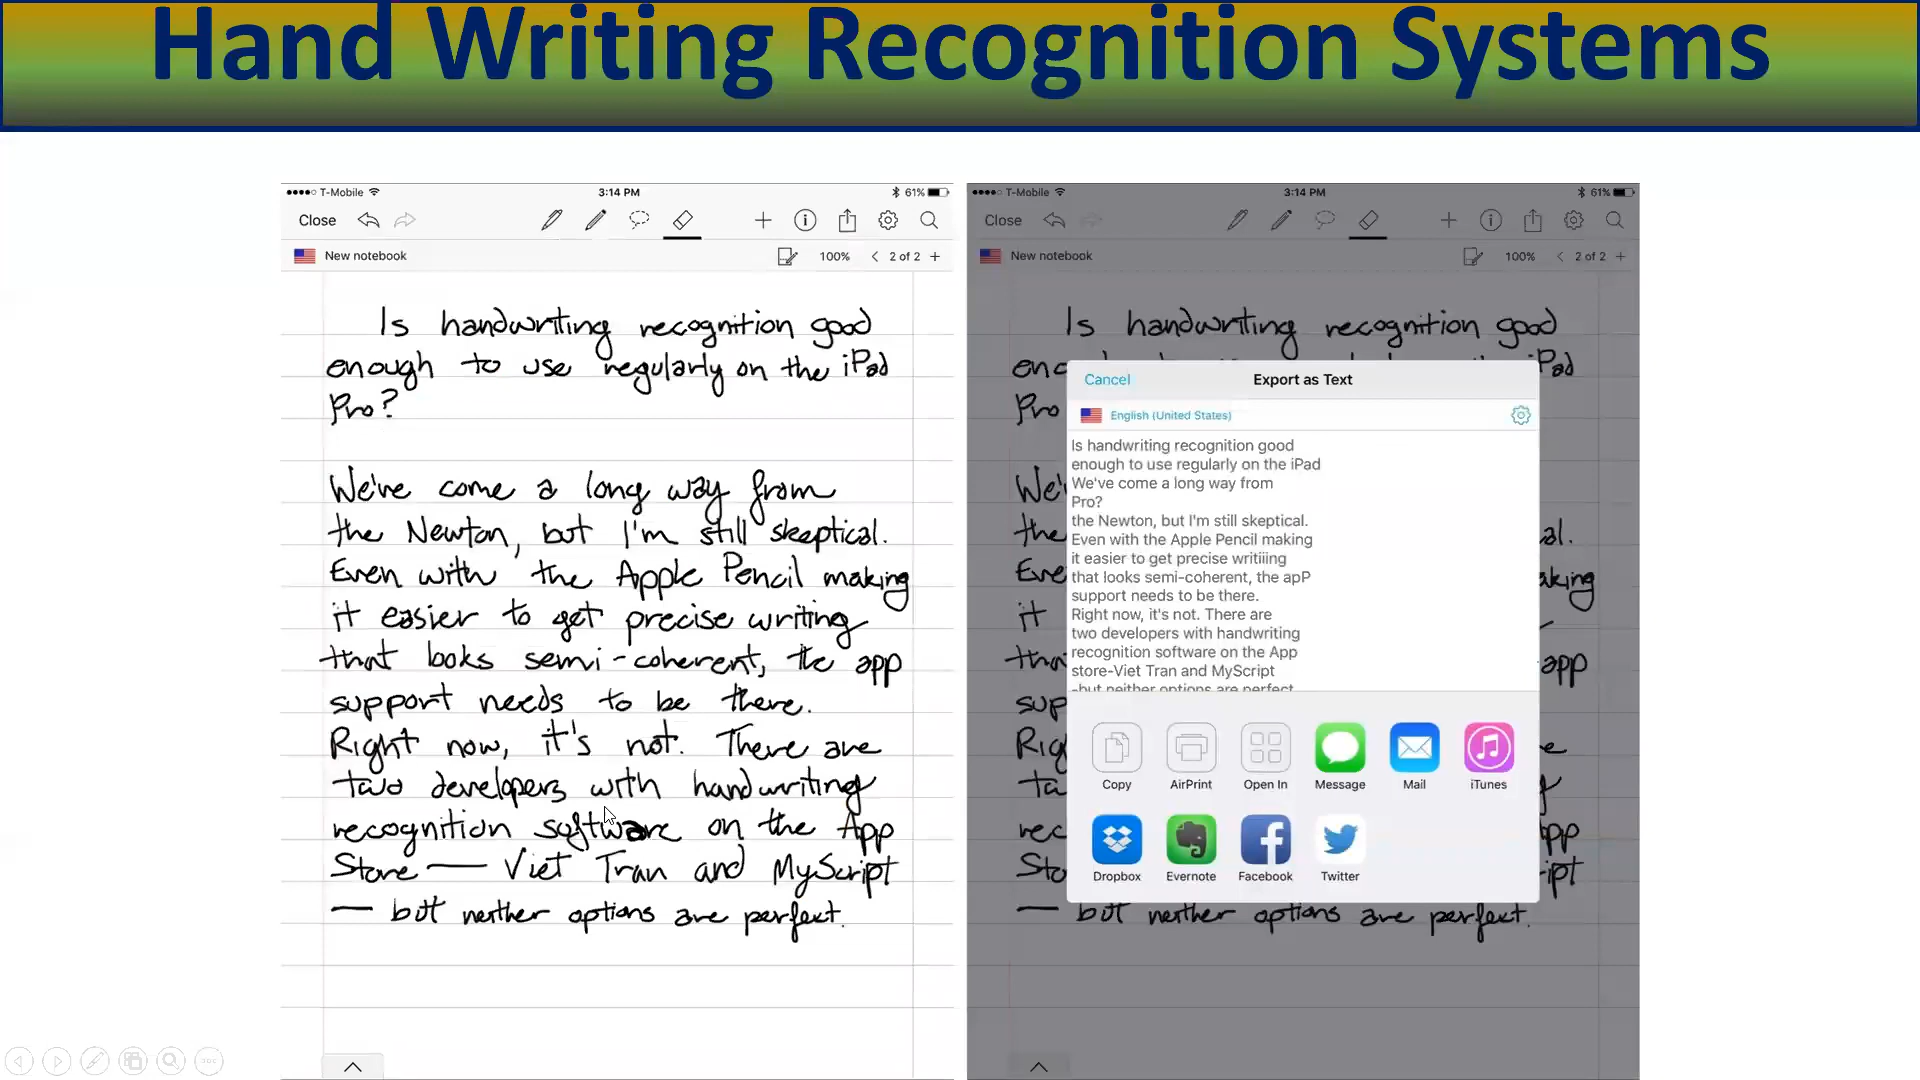 Hand Writing Recognition Systems
T-Mobile 3:14 PM 61%
Close
New notebook 100% 2 of 2
Is handwriting recognition good
enough to use regularly on the iPad
Pro?
We've come a long way from
the Newton, but I'm still skeptical.
Even with the Apple Pencil making
it easier to get precise writing
that looks semi-coherent, the app
support needs to be there.
Right now, it's not. There are
two developers with handwriting
recognition software on the App
Store — Viet Tran and MyScript
— but neither options are perfect.
T-Mobile 3:14 PM 61%
Close
New notebook 100% 2 of 2
Is handwriting recognition good
iPad
Pro
Cancel Export as Text
English (United States)
Is handwriting recognition good
enough to use regularly on the iPad
We've come a long way from
Pro?
the Newton, but I'm still skeptical.
Even with the Apple Pencil making
it easier to get precise writiiing
that looks semi-coherent, the apP
support needs to be there.
Right now, it's not. There are
two developers with handwriting
recognition software on the App
store-Viet Tran and MyScript
-but neither options are perfect
Copy AirPrint Open In Message Mail iTunes
Dropbox Evernote Facebook Twitter
— but neither options are perfect.